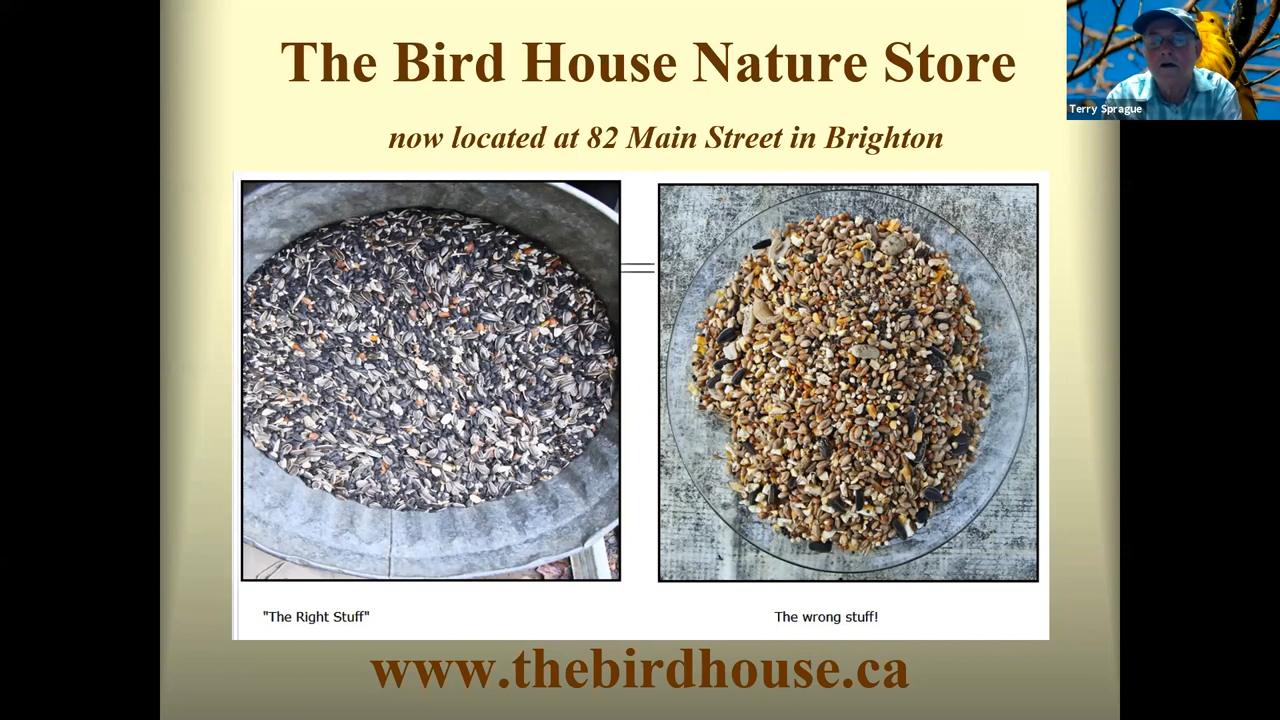 The Bird House Nature Store
Terry Sprague
now located at 82 Main Street in Brighton
"The Right Stuff"
The wrong stuff!
www.thebirdhouse.ca